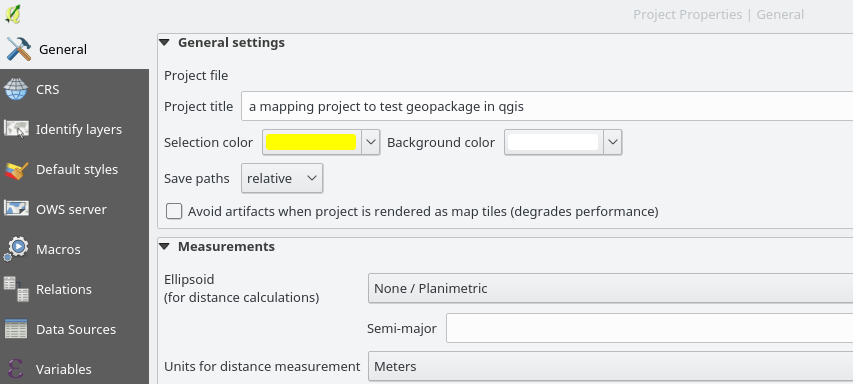 Project Properties | General
General
CRS
Identify layers
Default styles
OWS server
Macros
Relations
Data Sources
Variables
General settings
Project file
Project title a mapping project to test geopackage in qgis
Selection color Background color
Save paths relative
Avoid artifacts when project is rendered as map tiles (degrades performance)
Measurements
Ellipsoid
(for distance calculations) None / Planimetric
Semi-major
Units for distance measurement Meters